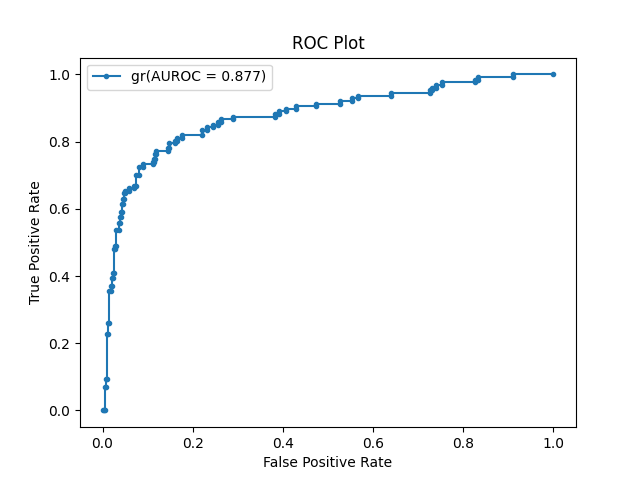 ROC Plot
gr(AUROC = 0.877)
1.0
0.8
0.6
0.4
0.2
0.0
True Positive Rate
0.0 0.2 0.4 0.6 0.8 1.0
False Positive Rate